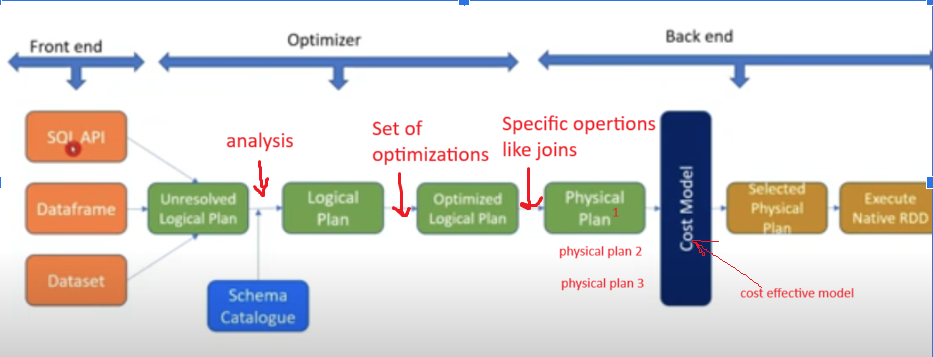 Front end
Optimizer
Back end
SQL API
analysis
Set of
optimizations
Specific opertions
like joins
Dataframe
Unresolved
Logical Plan
Logical
Plan
Optimized
Logical Plan
Physical
Plan 1
Cost Model
Selected
Physical
Plan
Execute
Native RDD
physical plan 2
Dataset
physical plan 3
Schema
Catalogue
cost effective model